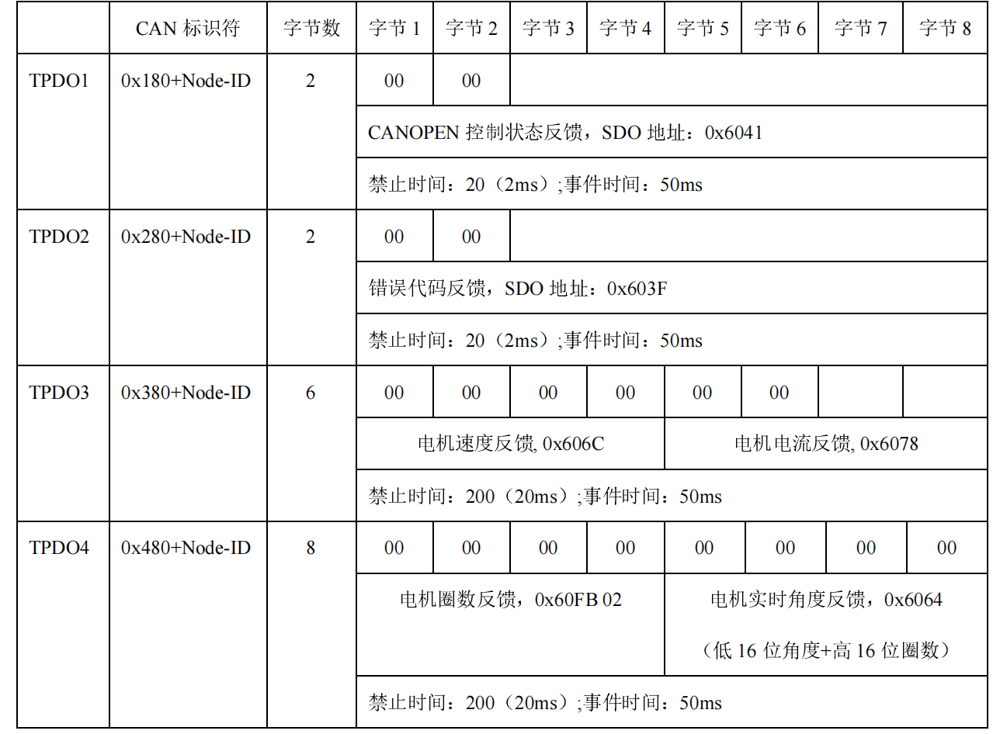 CAN 标识符 字节数 字节 1 字节 2 字节 3 字节 4 字节 5 字节 6 字节 7 字节 8
TPDO1 0x180+Node-ID 2 00 00
CANOPEN 控制状态反馈，SDO 地址：0x6041
禁止时间：20（2ms）;事件时间：50ms
TPDO2 0x280+Node-ID 2 00 00
错误代码反馈，SDO 地址：0x603F
禁止时间：20（2ms）;事件时间：50ms
TPDO3 0x380+Node-ID 6 00 00 00 00 00 00
电机速度反馈, 0x606C 电机电流反馈, 0x6078
禁止时间：200（20ms）;事件时间：50ms
TPDO4 0x480+Node-ID 8 00 00 00 00 00 00 00 00
电机圈数反馈，0x60FB 02 电机实时角度反馈，0x6064
（低 16 位角度+高 16 位圈数）
禁止时间：200（20ms）;事件时间：50ms